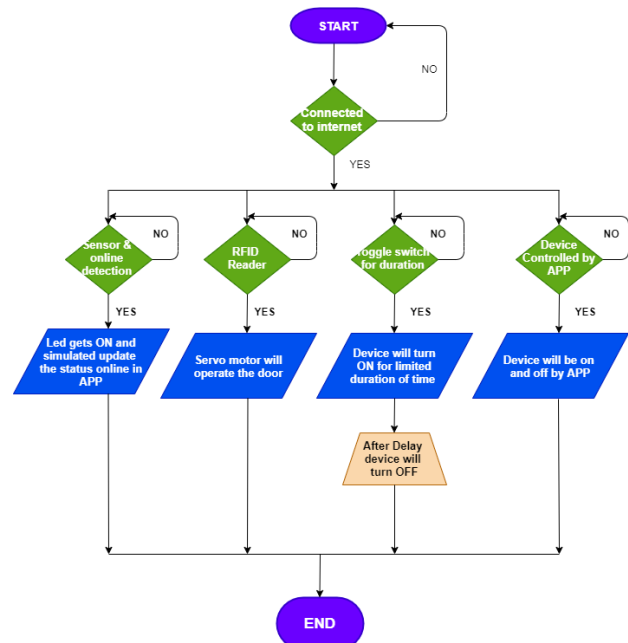 START
NO
Connected
to internet
YES
Sensor &
online
detection
NO
RFID
Reader
NO
Toggle switch
for duration
NO
Device
Controlled by
APP
NO
YES
YES
YES
YES
Led gets ON and
simulated update
the status online in
APP
Servo motor will
operate the door
Device will turn
ON for limited
duration of time
Device will be on
and off by APP
After Delay
device will
turn OFF
END